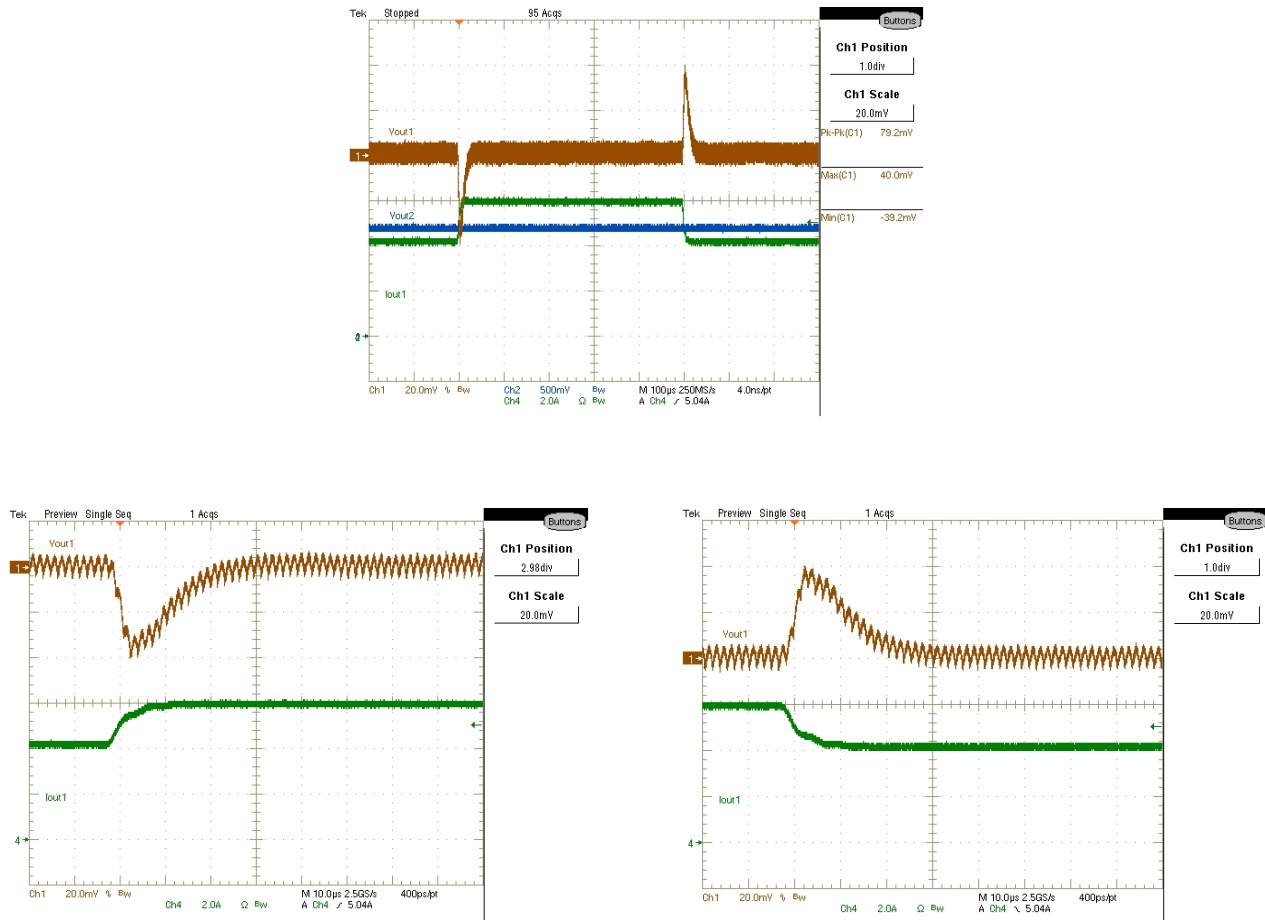 Tek Stopped 95 Acqs
Buttons
Ch1 Position
1.0div
Ch1 Scale
20.0mV
Pk-Pk(C1) 79.2mV
Max(C1) 40.0mV
Min(C1) -39.2mV
Vout1
1
Vout2
Iout1
Ch1 20.0mV % Bw Ch2 500mV Bw M 100µs 250MS/s 4.0ns/pt
Ch4 2.0A Ω Bw A Ch4 ƒ 5.04A
Tek Preview Single Seq 1 Acqs
Buttons
Ch1 Position
2.98div
Ch1 Scale
20.0mV
Vout1
1
Iout1
4
Ch1 20.0mV % Bw M 10.0µs 2.5GS/s 400ps/pt
Ch4 2.0A Ω Bw A Ch4 ƒ 5.04A
Tek Preview Single Seq 1 Acqs
Buttons
Ch1 Position
1.0div
Ch1 Scale
20.0mV
Vout1
1
Iout1
4
Ch1 20.0mV % Bw M 10.0µs 2.5GS/s 400ps/pt
Ch4 2.0A Ω Bw A Ch4 \ 5.04A